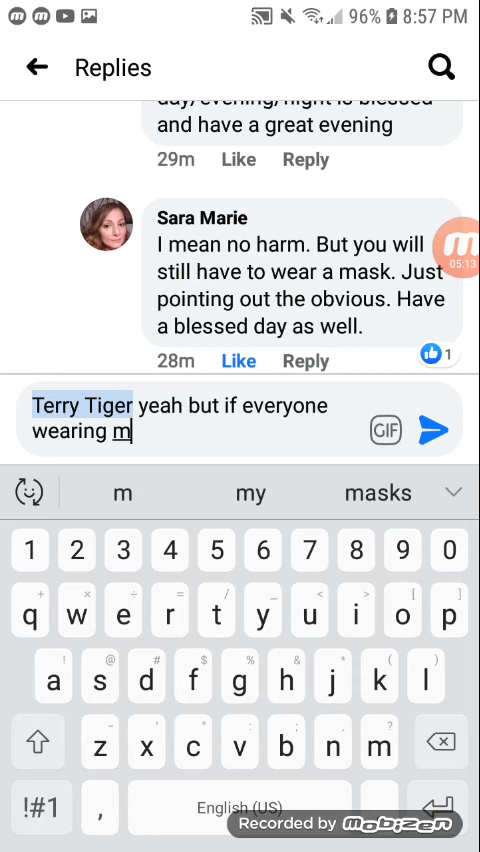 96% 8:57 PM
Replies
day/evening/night is blessed
and have a great evening
29m Like Reply
Sara Marie
I mean no harm. But you will
still have to wear a mask. Just
pointing out the obvious. Have
a blessed day as well.
m
05:13
28m Like Reply
1
Terry Tiger yeah but if everyone
wearing m
GIF
m my masks
1 2 3 4 5 6 7 8 9 0
+ × ÷ = / _ < > [ ]
q w e r t y u i o p
! @ # $ % & * ( )
a s d f g h j k l
- ' " : ; , ?
z x c v b n m
!#1 , English (US)
Recorded by mobizen